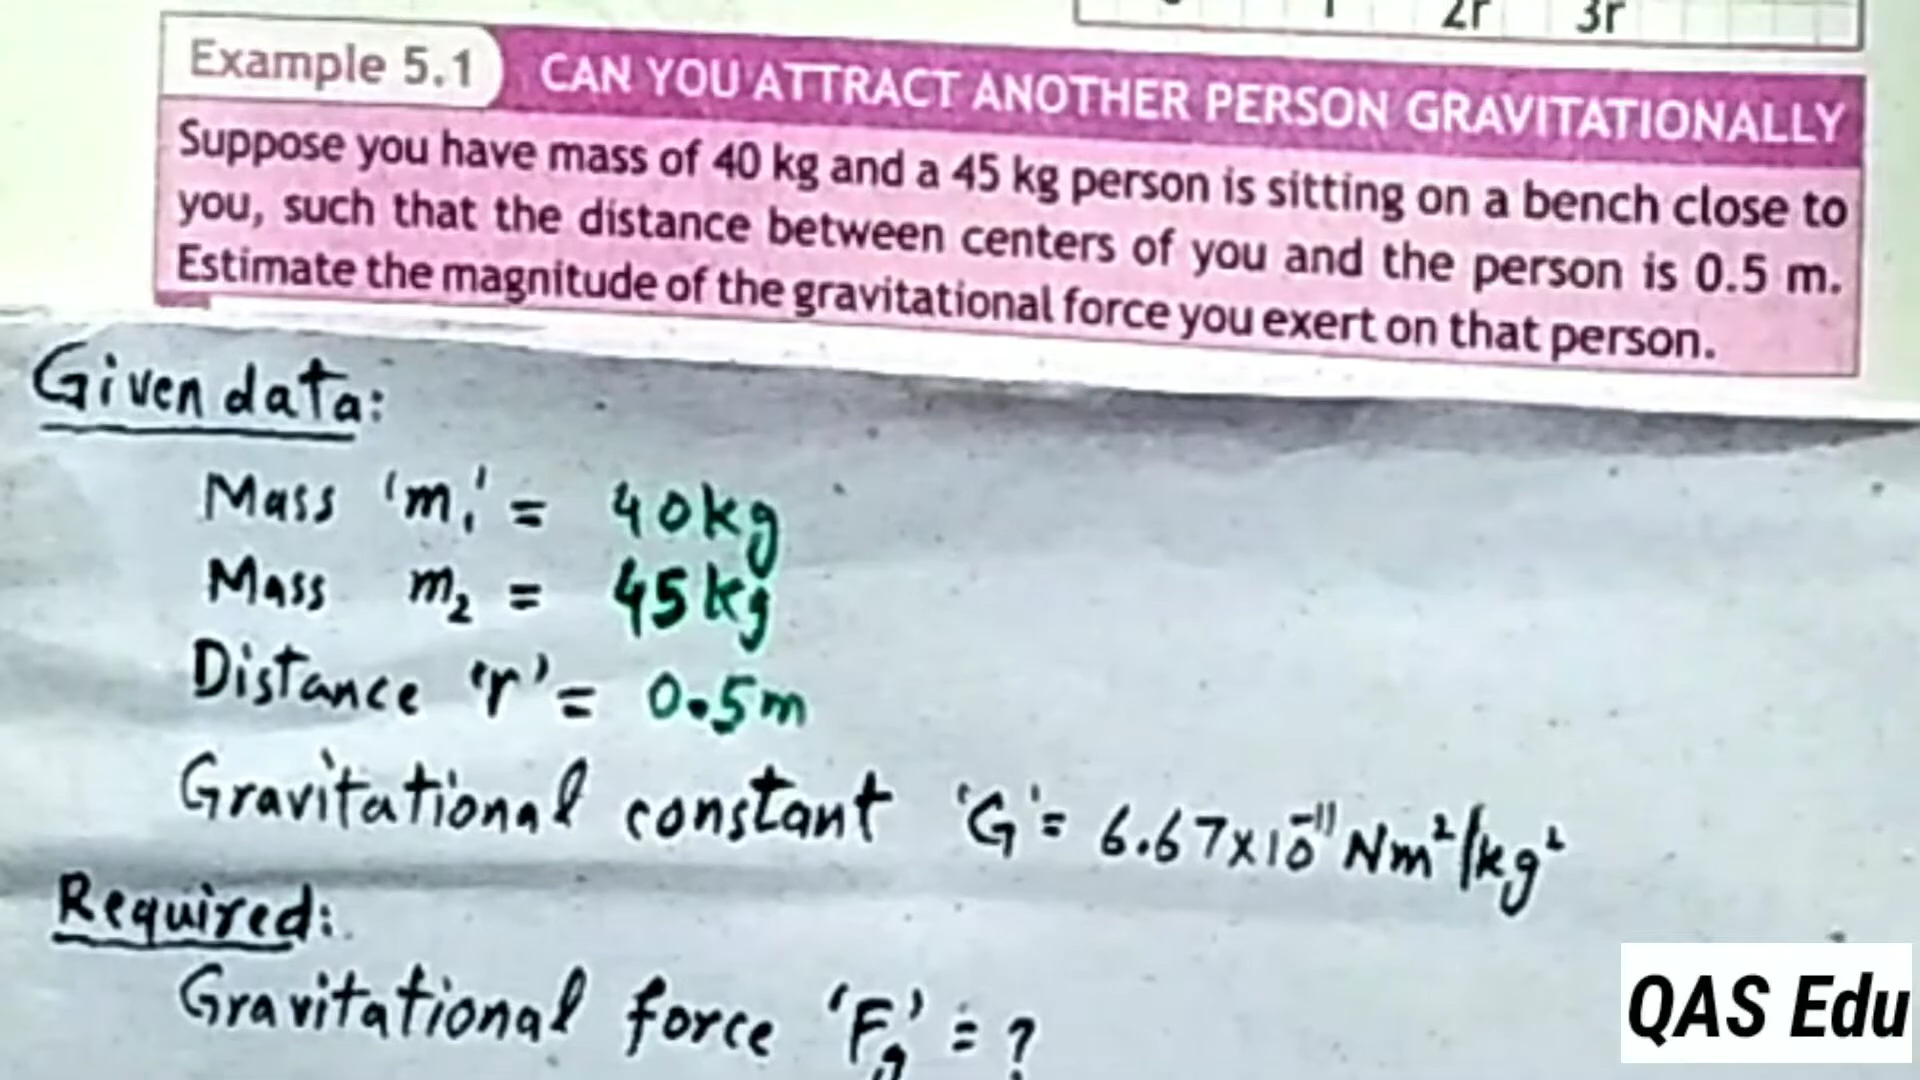 2r 3r
Example 5.1 CAN YOU ATTRACT ANOTHER PERSON GRAVITATIONALLY
Suppose you have mass of 40 kg and a 45 kg person is sitting on a bench close to
you, such that the distance between centers of you and the person is 0.5 m.
Estimate the magnitude of the gravitational force you exert on that person.
Given data:
Mass 'm₁' = 40kg
Mass m₂ = 45kg
Distance 'r' = 0.5m
Gravitational constant 'G' = 6.67×10⁻¹¹ Nm²/kg²
Required:
Gravitational force 'Fg' = ?
QAS Edu